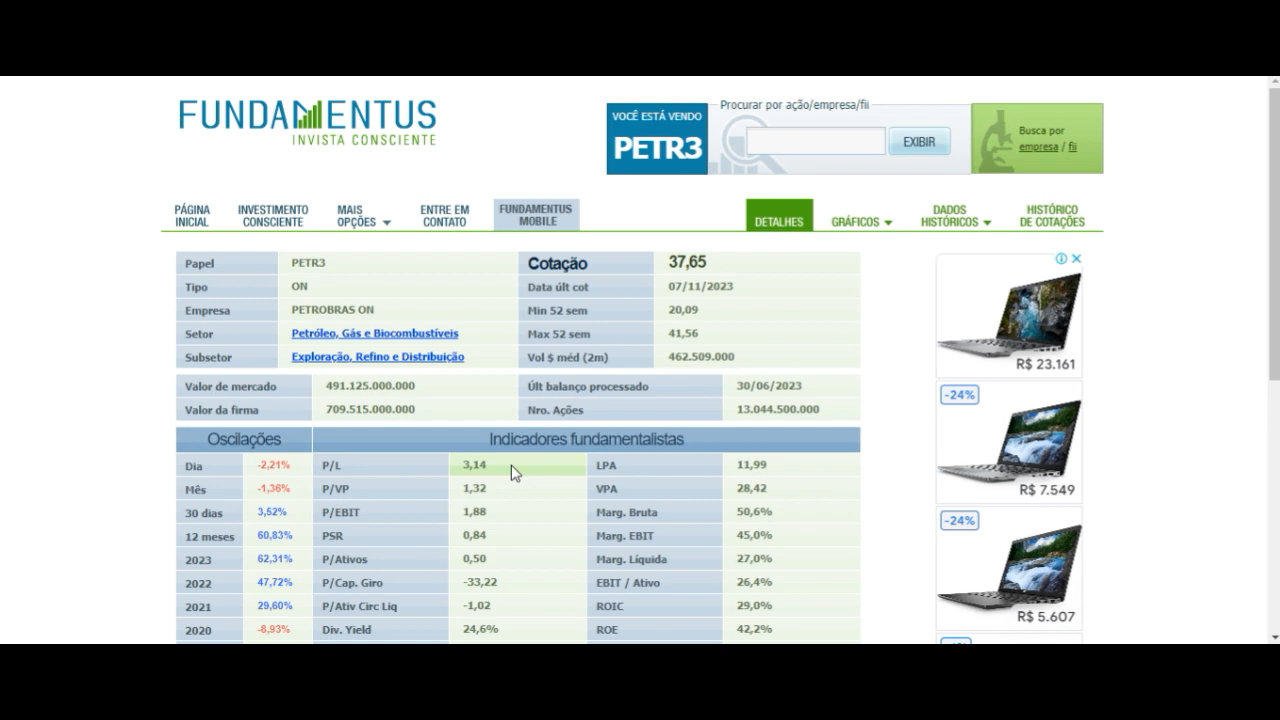 FUNDAMENTUS
INVISTA CONSCIENTE
VOCÊ ESTÁ VENDO
PETR3
Procurar por ação/empresa/fii
EXIBIR
Busca por
empresa / fii
PÁGINA INICIAL
INVESTIMENTO CONSCIENTE
MAIS OPÇÕES
ENTRE EM CONTATO
FUNDAMENTUS MOBILE
DETALHES
GRÁFICOS
DADOS HISTÓRICOS
HISTÓRICO DE COTAÇÕES
Papel PETR3 Cotação 37,65
Tipo ON Data últ cot 07/11/2023
Empresa PETROBRAS ON Min 52 sem 20,09
Setor Petróleo, Gás e Biocombustíveis Max 52 sem 41,56
Subsetor Exploração, Refino e Distribuição Vol $ méd (2m) 462.509.000
Valor de mercado 491.125.000.000 Últ balanço processado 30/06/2023
Valor da firma 709.515.000.000 Nro. Ações 13.044.500.000
Oscilações Indicadores fundamentalistas
Dia -2,21% P/L 3,14 LPA 11,99
Mês -1,36% P/VP 1,32 VPA 28,42
30 dias 3,52% P/EBIT 1,88 Marg. Bruta 50,6%
12 meses 60,83% PSR 0,84 Marg. EBIT 45,0%
2023 62,31% P/Ativos 0,50 Marg. Líquida 27,0%
2022 47,72% P/Cap. Giro -33,22 EBIT / Ativo 26,4%
2021 29,60% P/Ativ Circ Liq -1,02 ROIC 29,0%
2020 -8,93% Div. Yield 24,6% ROE 42,2%
R$ 23.161
-24%
R$ 7.549
-24%
R$ 5.607